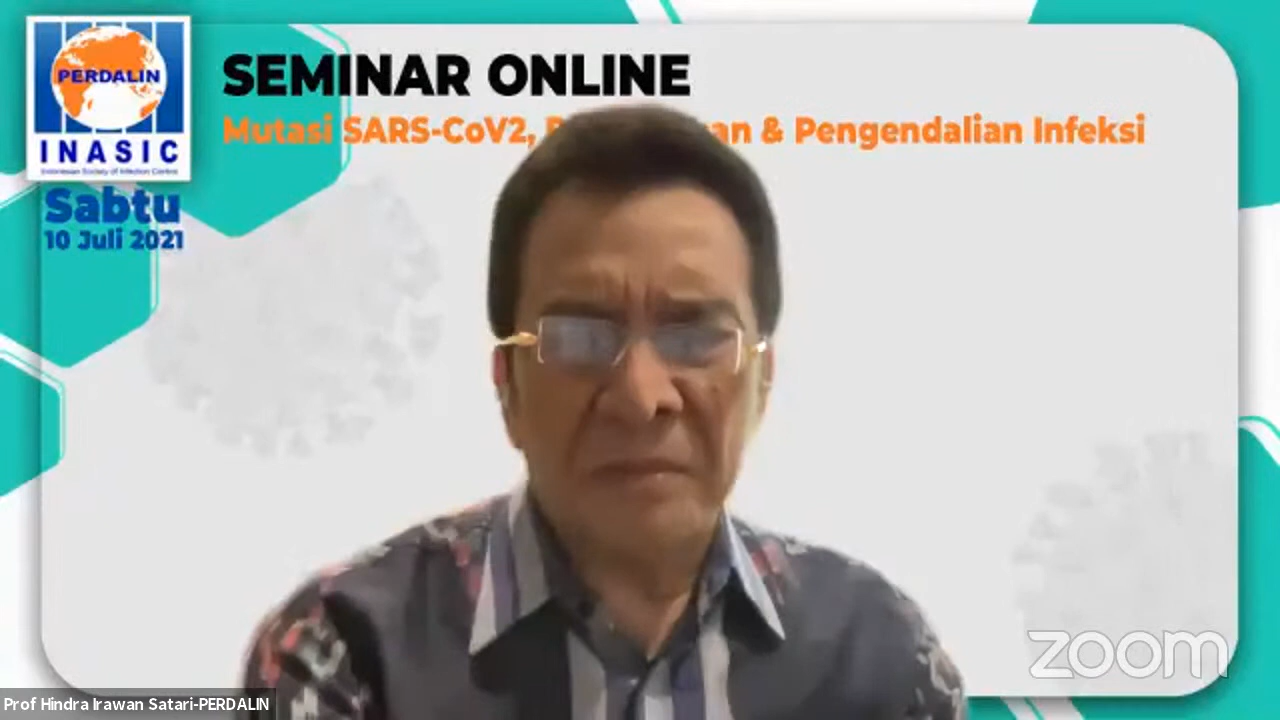 PERDALIN
INASIC
Indonesian Society of Infection Control
SEMINAR ONLINE
Mutasi SARS-CoV2, & Pengendalian Infeksi
Sabtu
10 Juli 2021
zoom
Prof Hindra Irawan Satari-PERDALIN